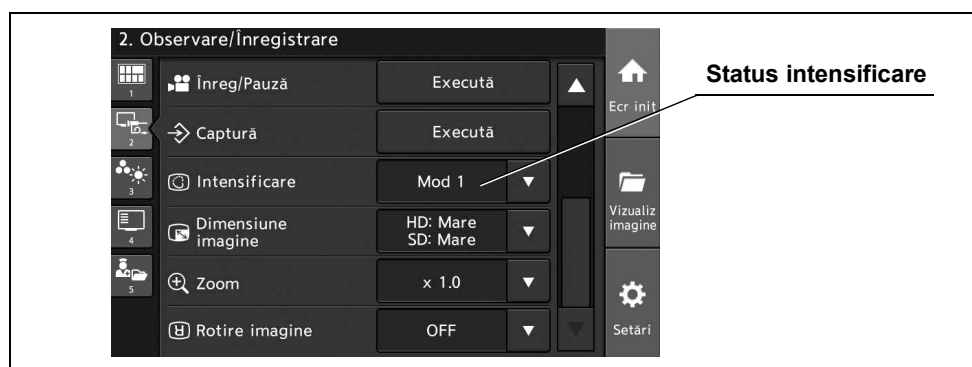 2. Observare/Înregistrare
1
Înreg/Pauză
Execută
2
Captură
Execută
3
Intensificare
Mod 1
4
Dimensiune
imagine
HD: Mare
SD: Mare
5
Zoom
x 1.0
Rotire imagine
OFF
Ecr init
Vizualiz
imagine
Setări
Status intensificare